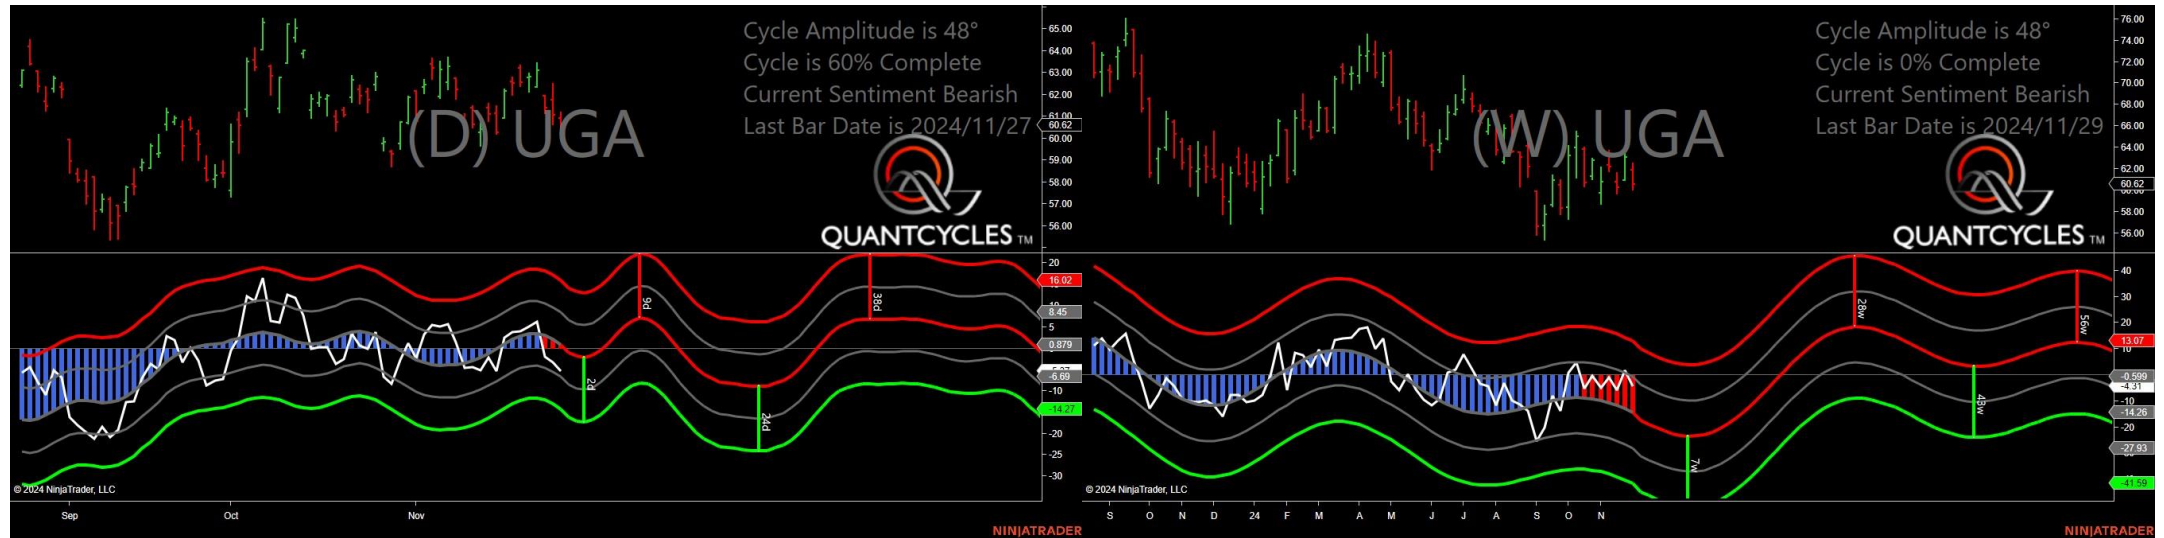 Cycle Amplitude is 48°
Cycle is 60% Complete
Current Sentiment Bearish
Last Bar Date is 2024/11/27
(D) UGA
QUANTCYCLES TM
65.00
64.00
63.00
62.00
61.00
60.62
60.00
59.00
58.00
57.00
56.00
20
16.02
10
8.45
5
0.879
-6.69
-10
-14.27
-20
-25
-30
2d
9d
24d
38d
© 2024 NinjaTrader, LLC
Sep
Oct
Nov
NINJATRADER
Cycle Amplitude is 48°
Cycle is 0% Complete
Current Sentiment Bearish
Last Bar Date is 2024/11/29
(W) UGA
QUANTCYCLES TM
76.00
74.00
72.00
70.00
68.00
66.00
64.00
62.00
60.62
58.00
56.00
40
30
20
13.07
10
-0.599
-4.31
-10
-14.26
-20
-27.93
-41.59
7w
28w
48w
56w
© 2024 NinjaTrader, LLC
S
O
N
D
24
F
M
A
M
J
J
A
S
O
N
NINJATRADER